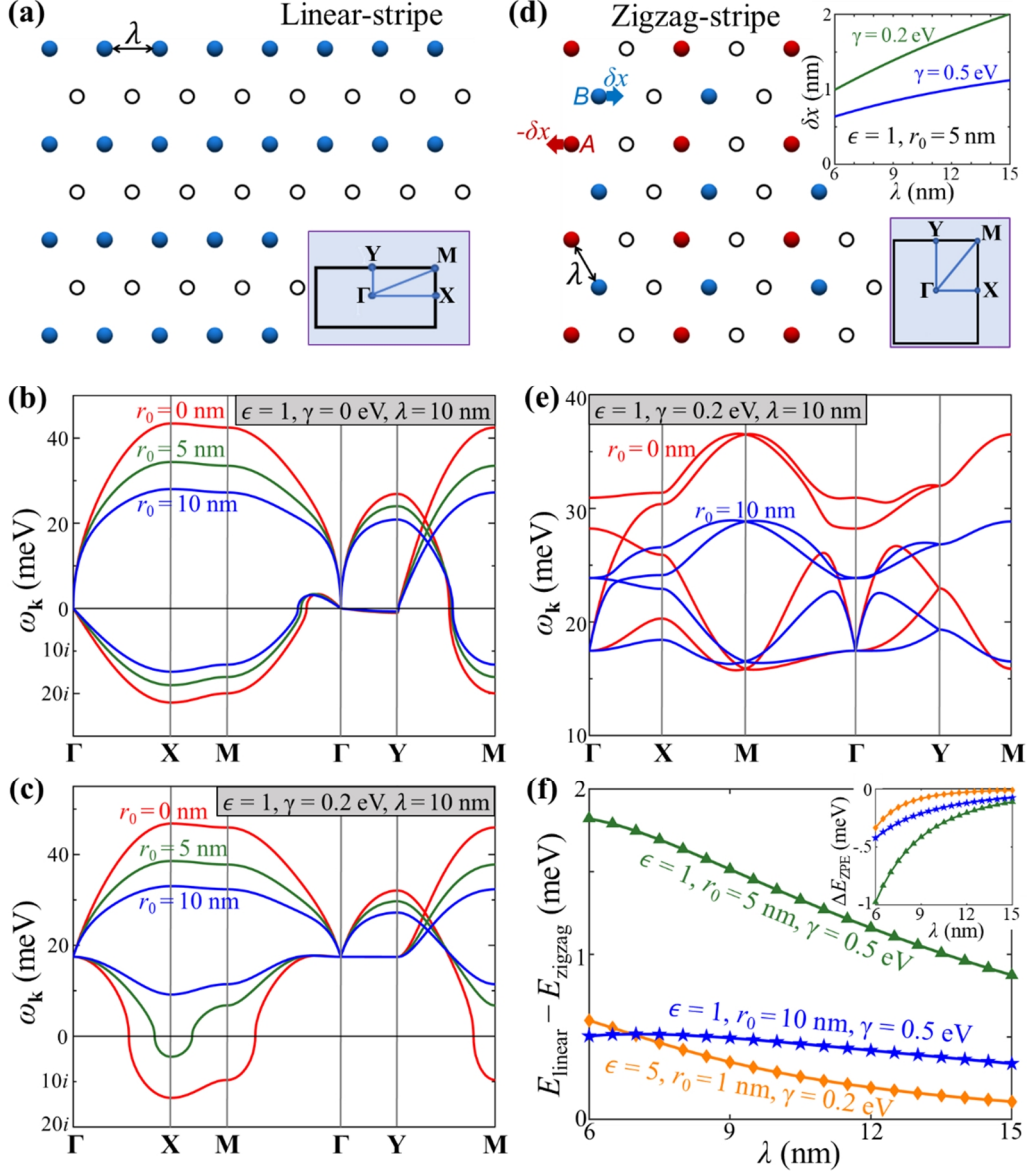 (a) Linear-stripe
λ
Y
M
Γ
X
(d) Zigzag-stripe
B
δx
-δx
A
λ
2
1
0
δx (nm)
γ = 0.2 eV
γ = 0.5 eV
ϵ = 1, r₀ = 5 nm
6 9 12 15
λ (nm)
Y
M
Γ
X
(b)
r₀ = 0 nm
ϵ = 1, γ = 0 eV, λ = 10 nm
r₀ = 5 nm
r₀ = 10 nm
40
20
0
10i
20i
ωₖ (meV)
Γ X M Γ Y M
(e)
ϵ = 1, γ = 0.2 eV, λ = 10 nm
r₀ = 0
r₀ = 10 nm
40
30
20
10
ωₖ (meV)
Γ X M Γ Y M
(c)
r₀ = 0 nm
ϵ = 1, γ = 0.2 eV, λ = 10 nm
r₀ = 5 nm
r₀ = 10 nm
40
20
0
10i
20i
ωₖ (meV)
Γ X M Γ Y M
(f)
2
1
0
E_linear − E_zigzag (meV)
ϵ = 1, r₀ = 5 nm, γ = 0.5 eV
ϵ = 1, r₀ = 10 nm, γ = 0.5 eV
ϵ = 5, r₀ = 1 nm, γ = 0.2 eV
6 9 12 15
λ (nm)
0
-.5
-1
ΔE_ZPE (meV)
6 9 12 15
λ (nm)